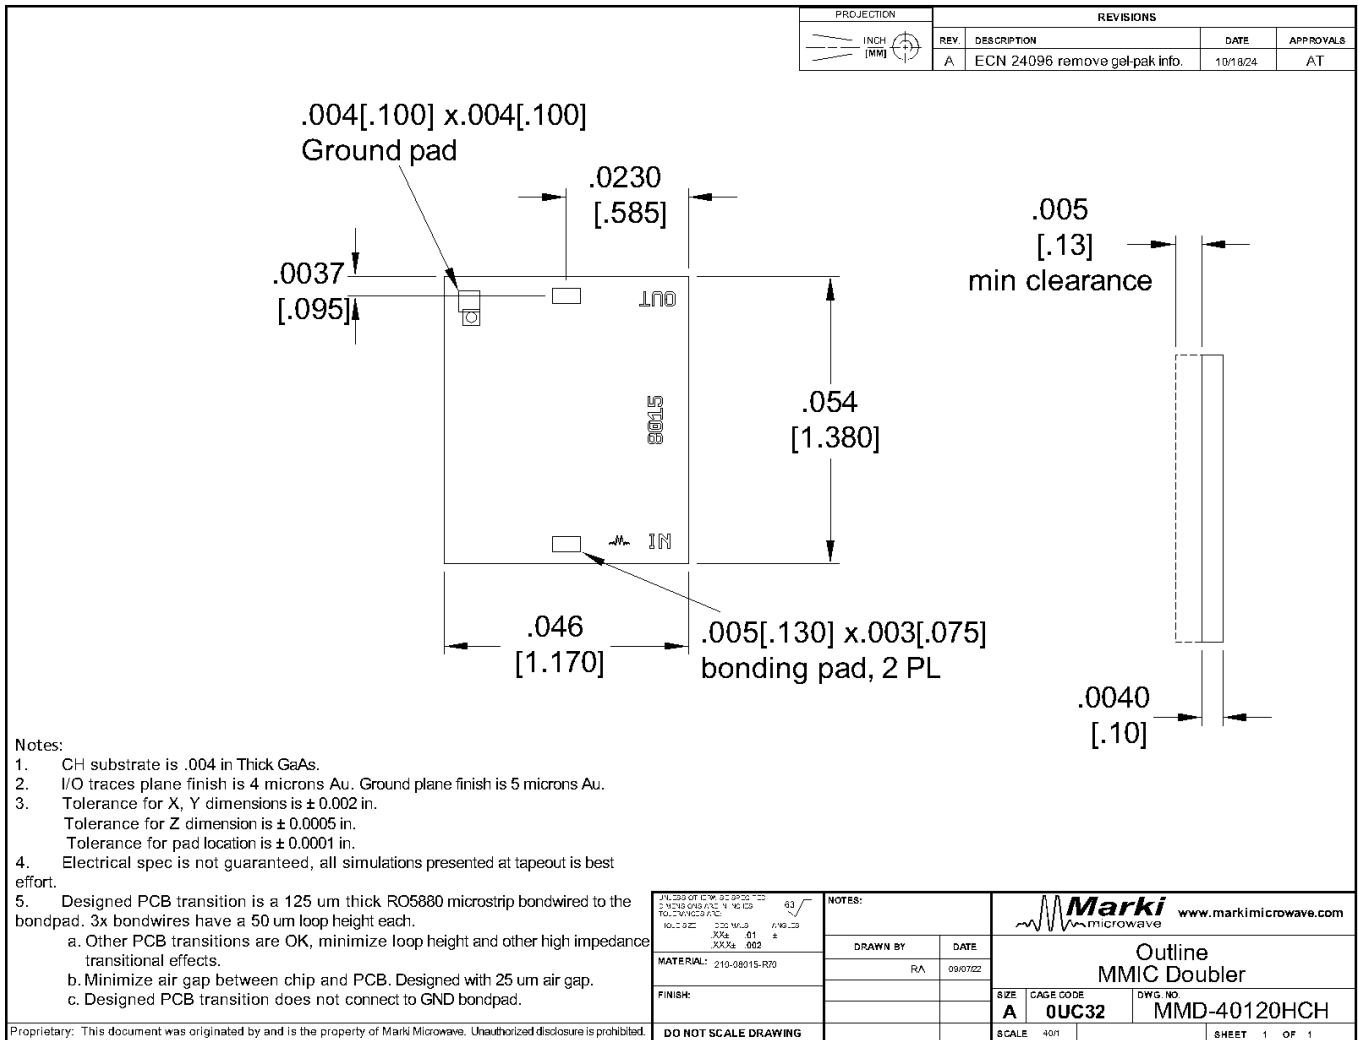 PROJECTION
INCH
[MM]
REVISIONS
REV. DESCRIPTION DATE APPROVALS
A ECN 24096 remove gel-pak info. 10/18/24 AT
.004[.100] x.004[.100]
Ground pad
.0230
[.585]
.0037
[.095]
OUT
8015
IN
.054
[1.380]
.046
[1.170]
.005[.130] x.003[.075]
bonding pad, 2 PL
.005
[.13]
min clearance
.0040
[.10]
Notes:
1. CH substrate is .004 in Thick GaAs.
2. I/O traces plane finish is 4 microns Au. Ground plane finish is 5 microns Au.
3. Tolerance for X, Y dimensions is ± 0.002 in.
Tolerance for Z dimension is ± 0.0005 in.
Tolerance for pad location is ± 0.0001 in.
4. Electrical spec is not guaranteed, all simulations presented at tapeout is best
effort.
5. Designed PCB transition is a 125 um thick RO5880 microstrip bondwired to the
bondpad. 3x bondwires have a 50 um loop height each.
a. Other PCB transitions are OK, minimize loop height and other high impedance
transitional effects.
b. Minimize air gap between chip and PCB. Designed with 25 um air gap.
c. Designed PCB transition does not connect to GND bondpad.
Proprietary: This document was originated by and is the property of Marki Microwave. Unauthorized disclosure is prohibited.
UNLESS OTHERWISE SPECIFIED
DIMENSIONS ARE IN INCHES
TOLERANCES ARE:
63
DECIMALS ANGLES
.XX± .01 ±
.XXX± .002
MATERIAL: 210-08015-R70
FINISH:
DO NOT SCALE DRAWING
NOTES:
DRAWN BY DATE
RA 09/07/22
Marki
microwave
www.markimicrowave.com
Outline
MMIC Doubler
SIZE CAGE CODE DWG. NO.
A 0UC32 MMD-40120HCH
SCALE 40/1 SHEET 1 OF 1